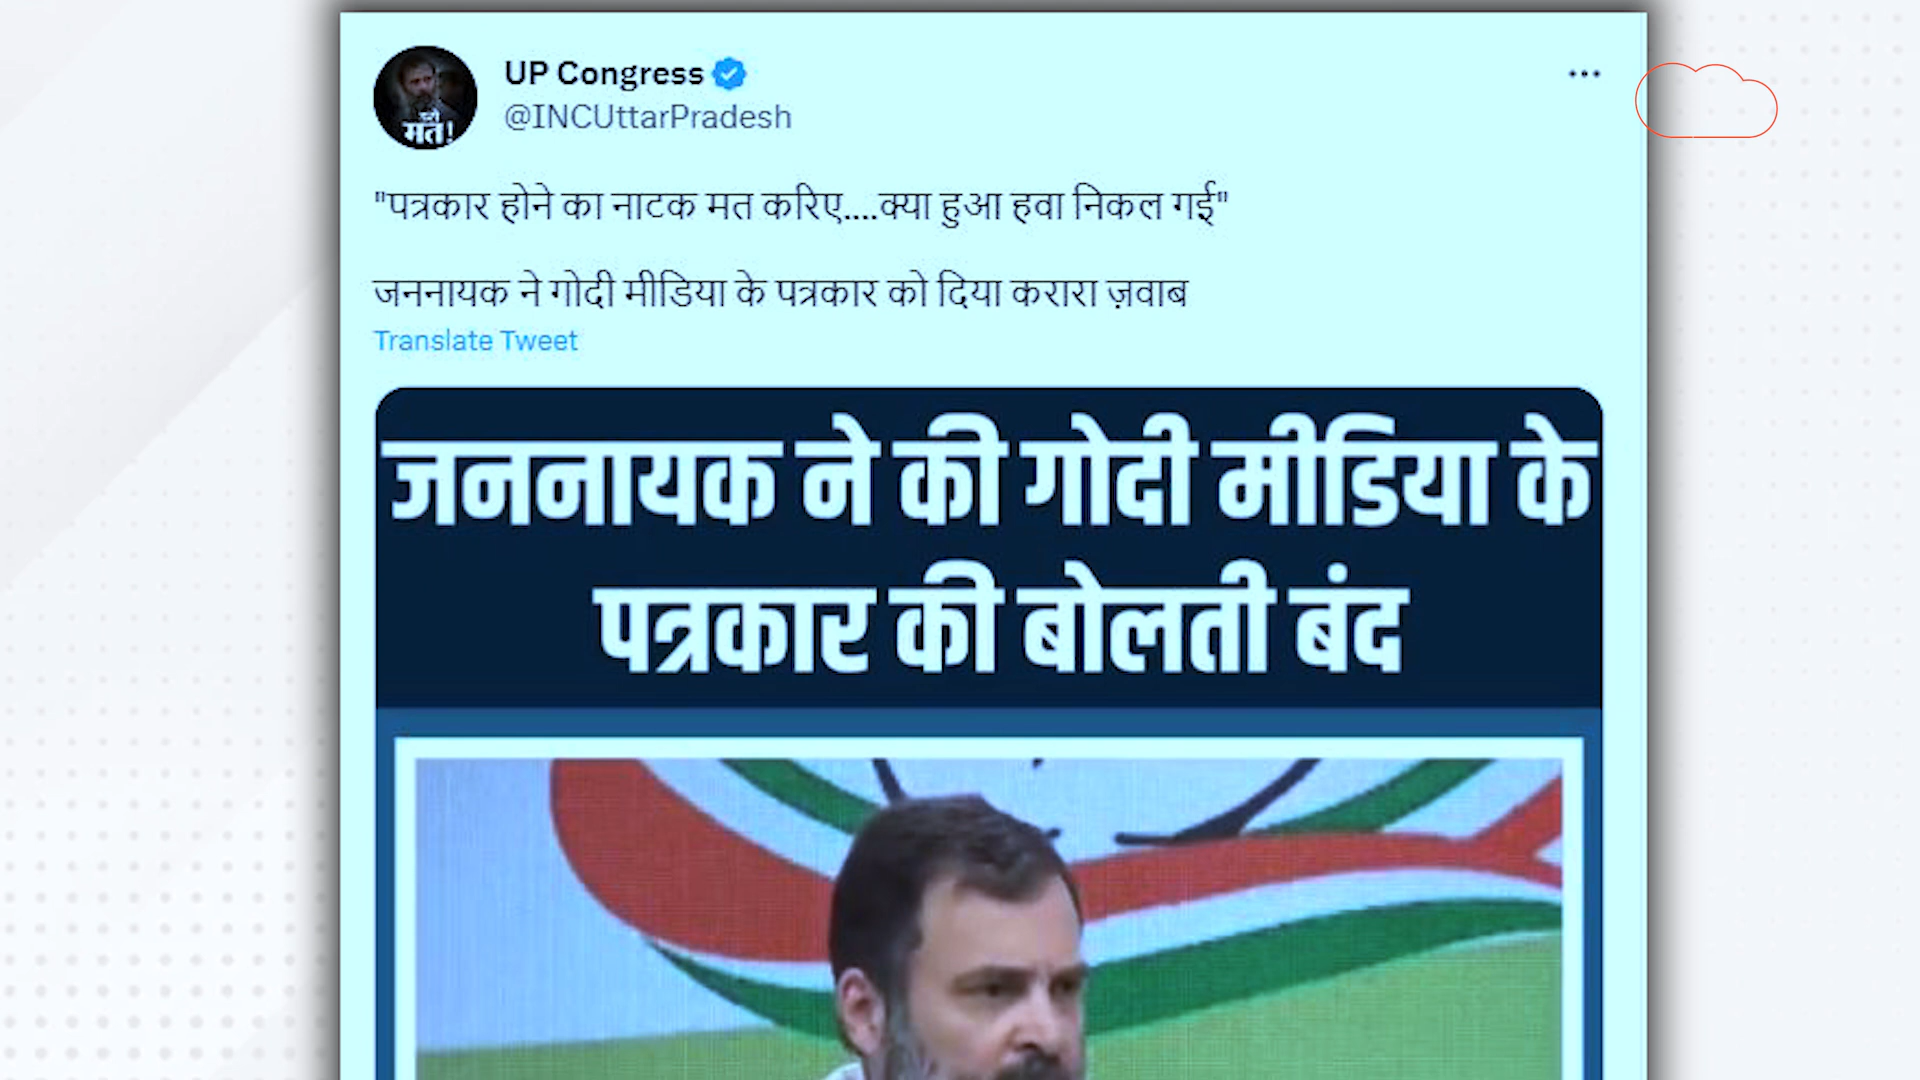 UP Congress
@INCUttarPradesh
मत!
"पत्रकार होने का नाटक मत करिए....क्या हुआ हवा निकल गई"
जननायक ने गोदी मीडिया के पत्रकार को दिया करारा ज़वाब
Translate Tweet
जननायक ने की गोदी मीडिया के
पत्रकार की बोलती बंद